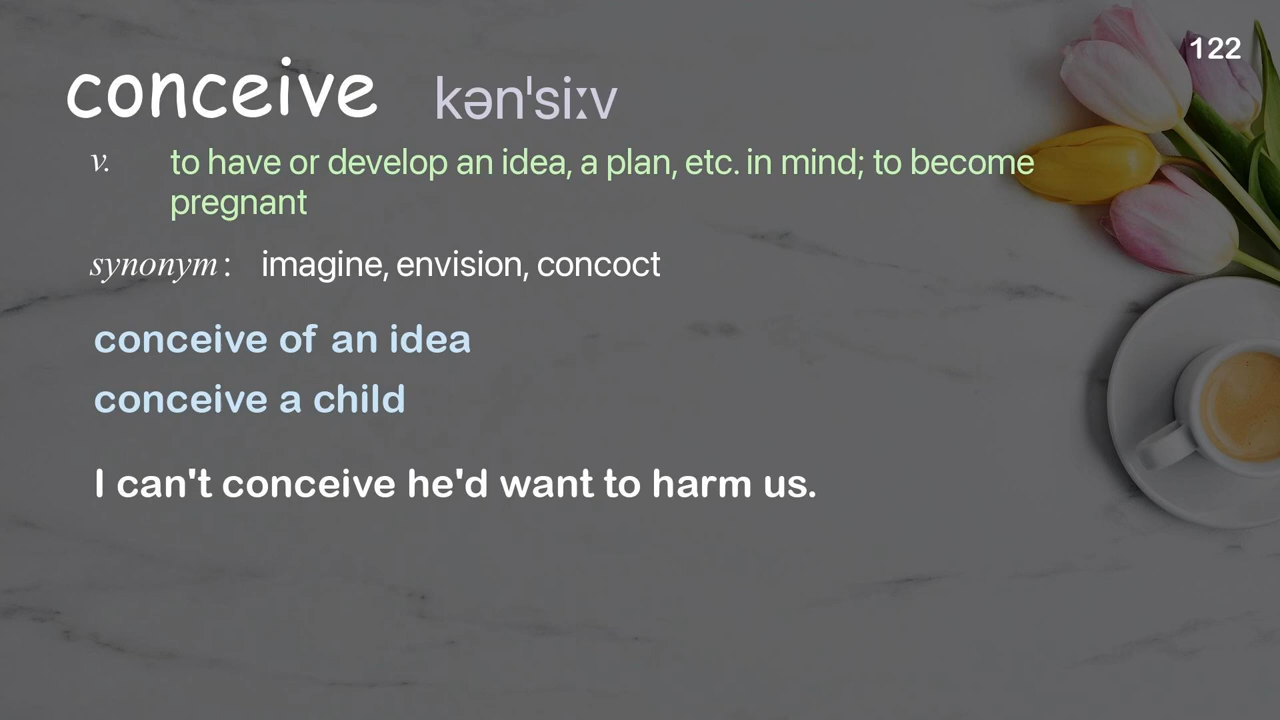 122
conceive kən'siːv
v. to have or develop an idea, a plan, etc. in mind; to become
pregnant
synonym: imagine, envision, concoct
conceive of an idea
conceive a child
I can't conceive he'd want to harm us.